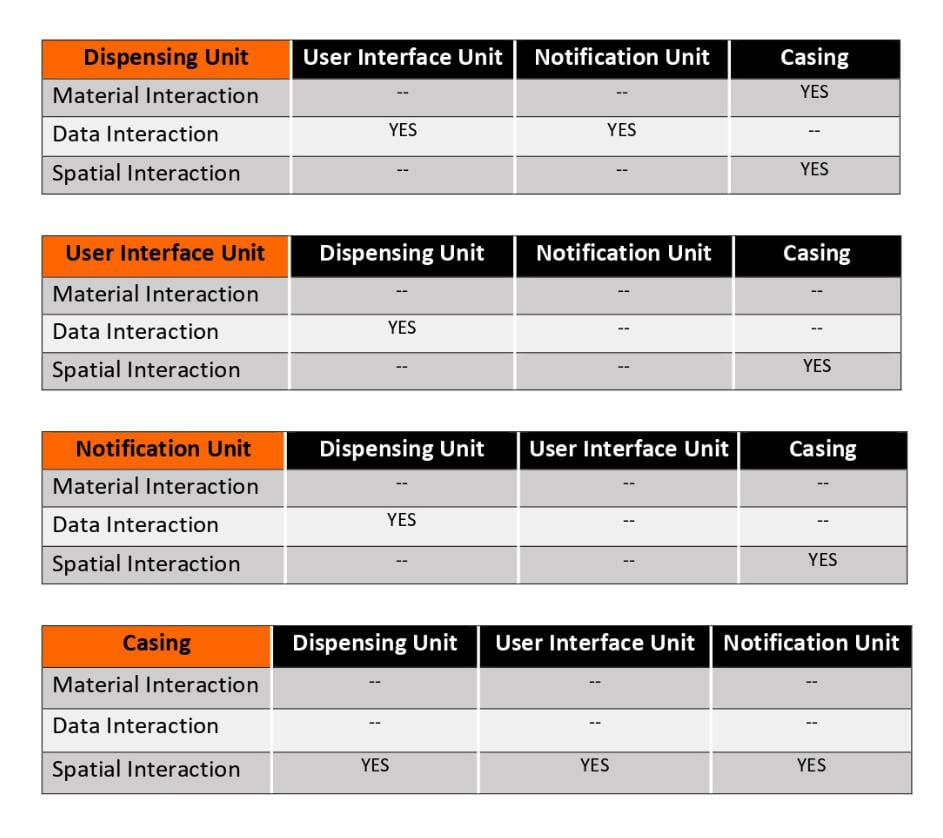 Dispensing Unit User Interface Unit Notification Unit Casing
Material Interaction -- -- YES
Data Interaction YES YES --
Spatial Interaction -- -- YES
User Interface Unit Dispensing Unit Notification Unit Casing
Material Interaction -- -- --
Data Interaction YES -- --
Spatial Interaction -- -- YES
Notification Unit Dispensing Unit User Interface Unit Casing
Material Interaction -- -- --
Data Interaction YES -- --
Spatial Interaction -- -- YES
Casing Dispensing Unit User Interface Unit Notification Unit
Material Interaction -- -- --
Data Interaction -- -- --
Spatial Interaction YES YES YES